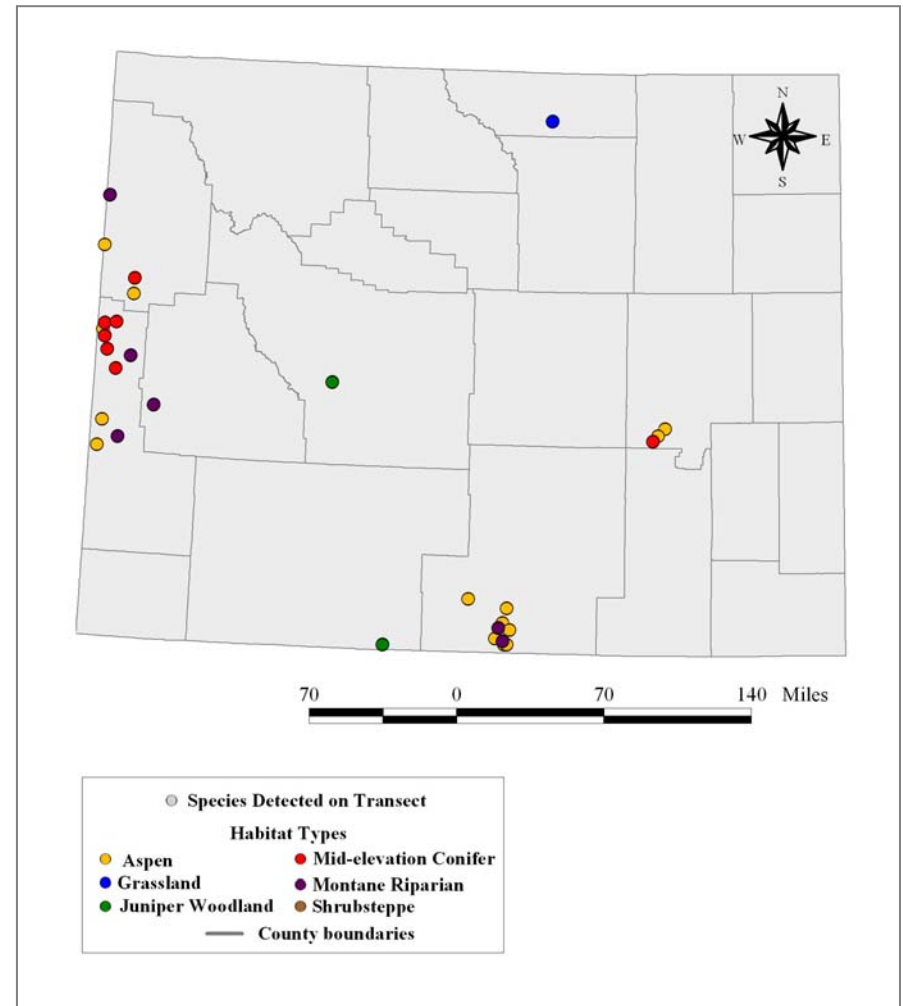 N
W E
S
70 0 70 140 Miles
Species Detected on Transect
Habitat Types
Aspen Mid-elevation Conifer
Grassland Montane Riparian
Juniper Woodland Shrubsteppe
County boundaries